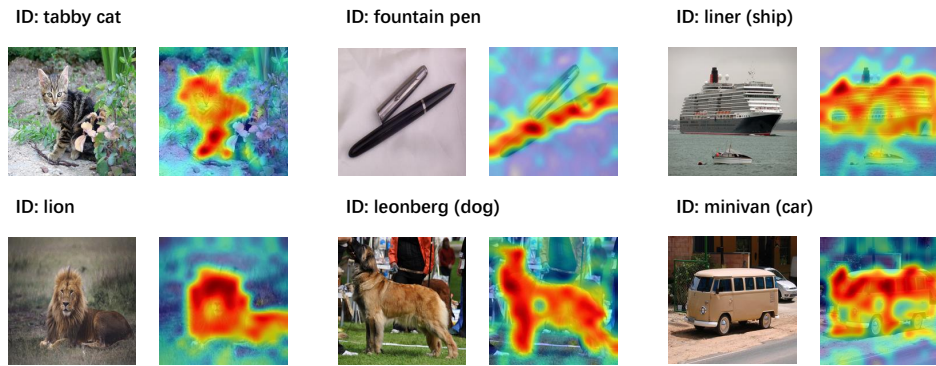 ID: tabby cat
ID: fountain pen
ID: liner (ship)
ID: lion
ID: leonberg (dog)
ID: minivan (car)